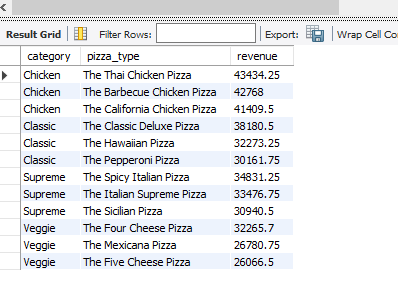 Result Grid Filter Rows: Export: Wrap Cell Co
category pizza_type revenue
Chicken The Thai Chicken Pizza 43434.25
Chicken The Barbecue Chicken Pizza 42768
Chicken The California Chicken Pizza 41409.5
Classic The Classic Deluxe Pizza 38180.5
Classic The Hawaiian Pizza 32273.25
Classic The Pepperoni Pizza 30161.75
Supreme The Spicy Italian Pizza 34831.25
Supreme The Italian Supreme Pizza 33476.75
Supreme The Sicilian Pizza 30940.5
Veggie The Four Cheese Pizza 32265.7
Veggie The Mexicana Pizza 26780.75
Veggie The Five Cheese Pizza 26066.5